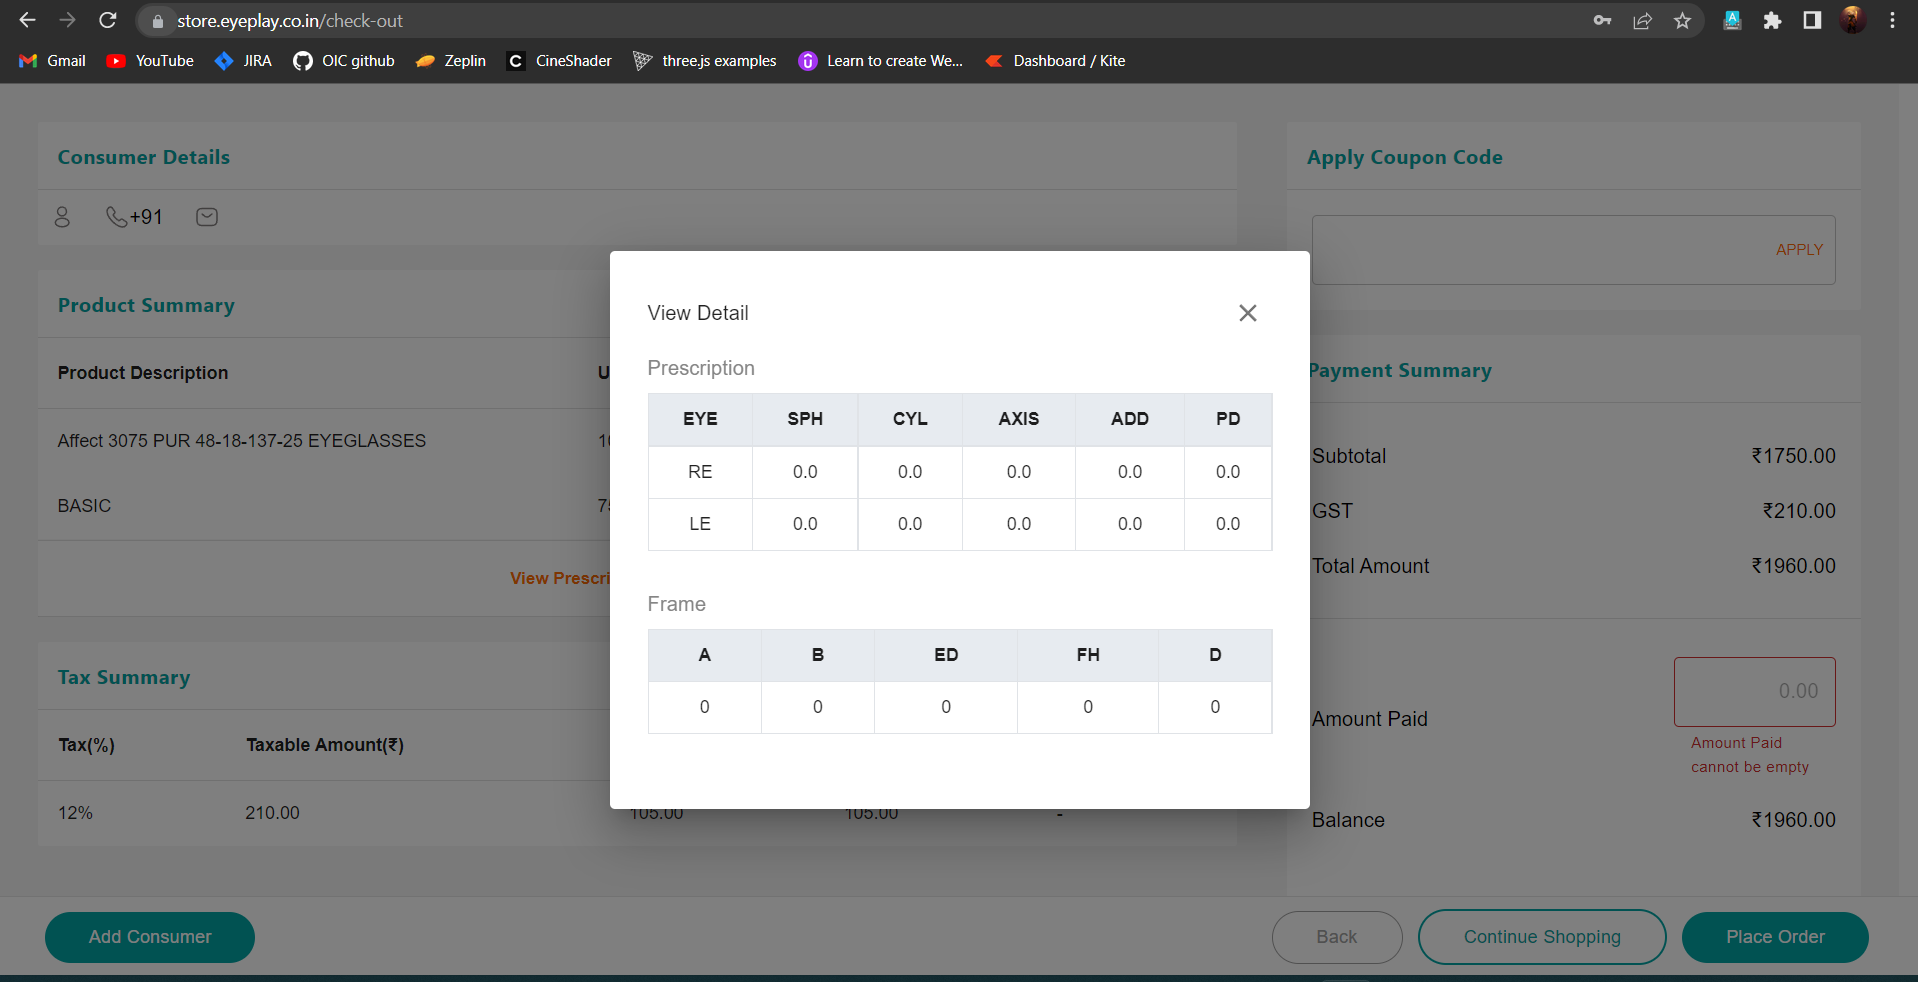 store.eyeplay.co.in/check-out
Gmail YouTube JIRA OIC github Zeplin CineShader three.js examples Learn to create We... Dashboard / Kite
Consumer Details
+91
Product Summary
Product Description
Affect 3075 PUR 48-18-137-25 EYEGLASSES
BASIC
View Prescri
Tax Summary
Tax(%) Taxable Amount(₹)
12% 210.00 105.00 105.00 -
View Detail
Prescription
EYE SPH CYL AXIS ADD PD
RE 0.0 0.0 0.0 0.0 0.0
LE 0.0 0.0 0.0 0.0 0.0
Frame
A B ED FH D
0 0 0 0 0
Apply Coupon Code
APPLY
Payment Summary
Subtotal ₹1750.00
GST ₹210.00
Total Amount ₹1960.00
Amount Paid 0.00
Amount Paid
cannot be empty
Balance ₹1960.00
Add Consumer Back Continue Shopping Place Order